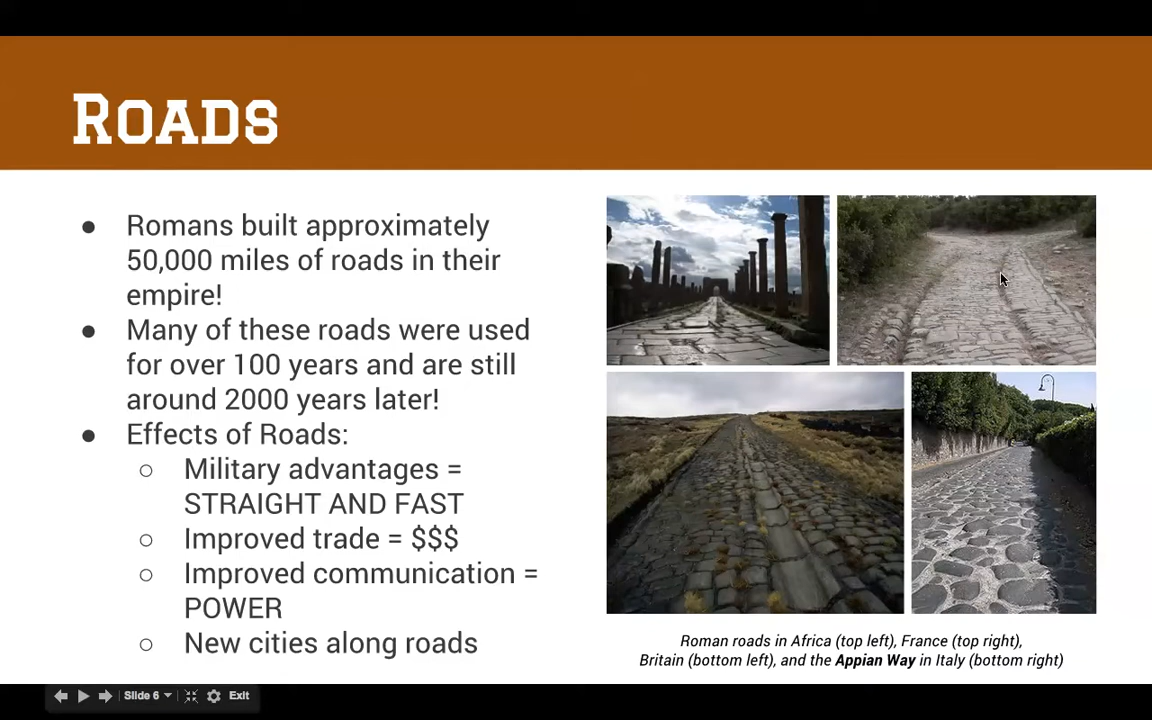 Roads
● Romans built approximately
50,000 miles of roads in their
empire!
● Many of these roads were used
for over 100 years and are still
around 2000 years later!
● Effects of Roads:
○ Military advantages =
STRAIGHT AND FAST
○ Improved trade = $$$
○ Improved communication =
POWER
○ New cities along roads
Roman roads in Africa (top left), France (top right),
Britain (bottom left), and the Appian Way in Italy (bottom right)
Slide 6 Exit